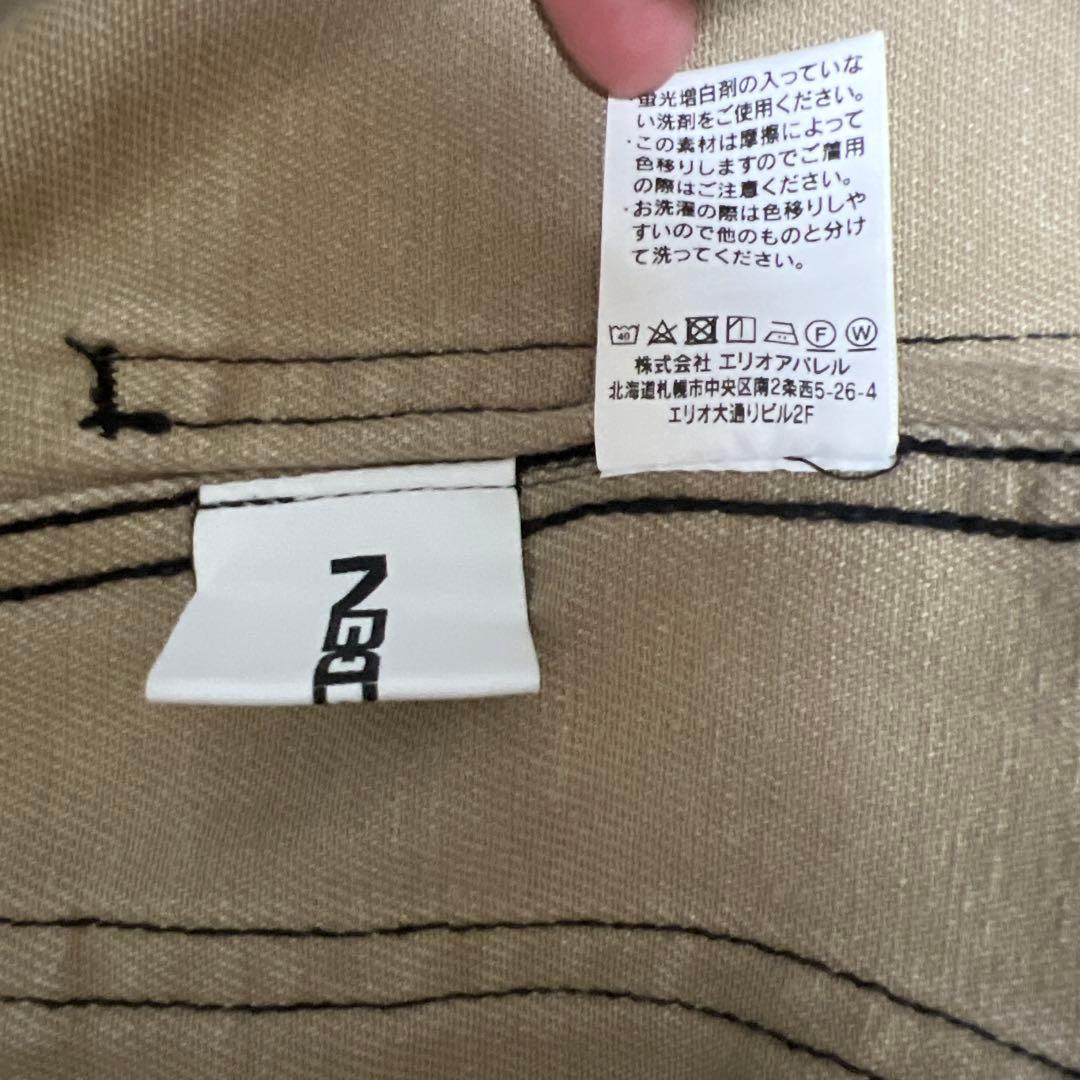 ・蛍光増白剤の入っていな
い洗剤をご使用ください。
・この素材は摩擦によって
色移りしますのでご着用
の際はご注意ください。
・お洗濯の際は色移りしや
すいので他のものと分け
て洗ってください。
40 F W
株式会社 エリオアパレル
北海道札幌市中央区南2条西5-26-4
エリオ大通りビル2F